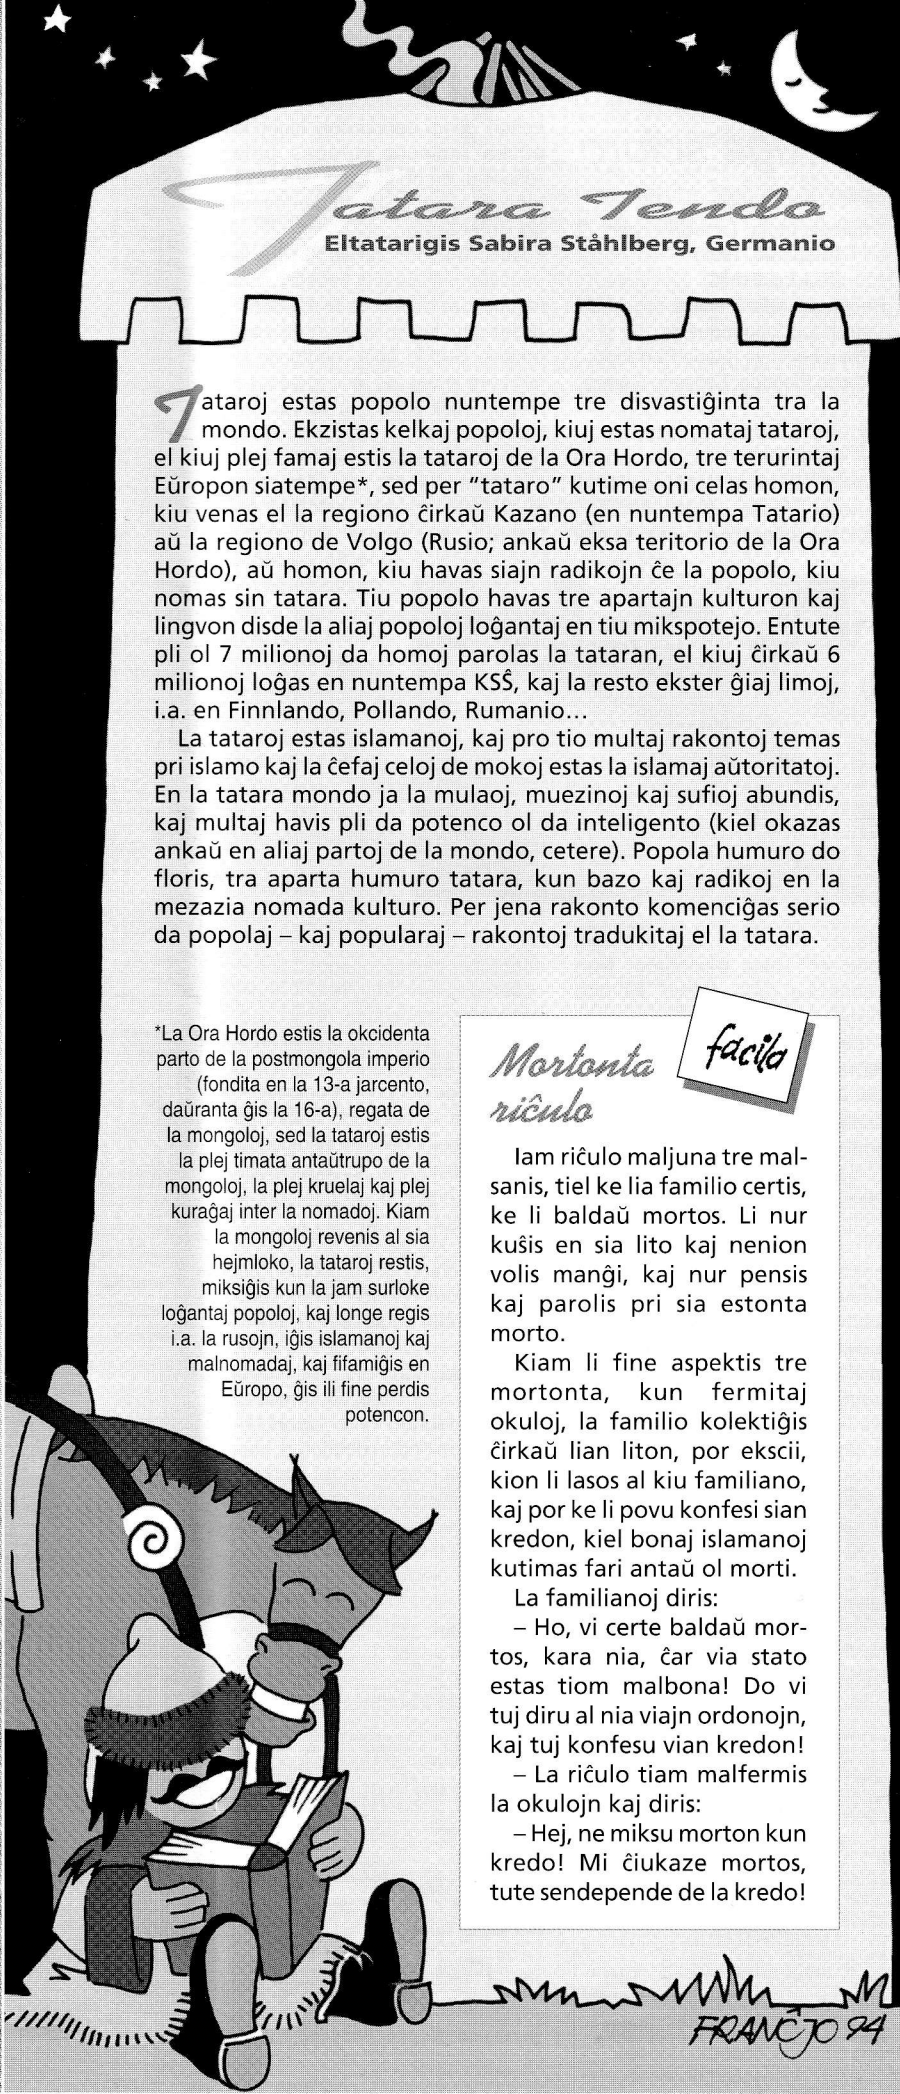 Tatara Tendo
Eltatarigis Sabira Ståhlberg, Germanio
Tataroj estas popolo nuntempe tre disvastiĝinta tra la
mondo. Ekzistas kelkaj popoloj, kiuj estas nomataj tataroj,
el kiuj plej famaj estis la tataroj de la Ora Hordo, tre terurintaj
Eŭropon siatempe*, sed per “tataro” kutime oni celas homon,
kiu venas el la regiono ĉirkaŭ Kazano (en nuntempa Tatario)
aŭ la regiono de Volgo (Rusio; ankaŭ eksa teritorio de la Ora
Hordo), aŭ homon, kiu havas siajn radikojn ĉe la popolo, kiu
nomas sin tatara. Tiu popolo havas tre apartajn kulturon kaj
lingvon disde la aliaj popoloj loĝantaj en tiu mikspotejo. Entute
pli ol 7 milionoj da homoj parolas la tataran, el kiuj ĉirkaŭ 6
milionoj loĝas en nuntempa KSŜ, kaj la resto ekster ĝiaj limoj,
i.a. en Finnlando, Pollando, Rumanio...
La tataroj estas islamanoj, kaj pro tio multaj rakontoj temas
pri islamo kaj la ĉefaj celoj de mokoj estas la islamaj aŭtoritatoj.
En la tatara mondo ja la mulaoj, muezinoj kaj sufioj abundis,
kaj multaj havis pli da potenco ol da inteligento (kiel okazas
ankaŭ en aliaj partoj de la mondo, cetere). Popola humuro do
floris, tra aparta humuro tatara, kun bazo kaj radikoj en la
mezazia nomada kulturo. Per jena rakonto komenciĝas serio
da popolaj – kaj popularaj – rakontoj tradukitaj el la tatara.
*La Ora Hordo estis la okcidenta
parto de la postmongola imperio
(fondita en la 13-a jarcento,
daŭranta ĝis la 16-a), regata de
la mongoloj, sed la tataroj estis
la plej timata antaŭtrupo de la
mongoloj, la plej kruelaj kaj plej
kuraĝaj inter la nomadoj. Kiam
la mongoloj revenis al sia
hejmloko, la tataroj restis,
miksiĝis kun la jam surloke
loĝantaj popoloj, kaj longe regis
i.a. la rusojn, iĝis islamanoj kaj
malnomadaj, kaj fifamiĝis en
Eŭropo, ĝis ili fine perdis
potencon.
facila
Mortonta
riĉulo
Iam riĉulo maljuna tre mal-
sanis, tiel ke lia familio certis,
ke li baldaŭ mortos. Li nur
kuŝis en sia lito kaj nenion
volis manĝi, kaj nur pensis
kaj parolis pri sia estonta
morto.
Kiam li fine aspektis tre
mortonta, kun fermitaj
okuloj, la familio kolektiĝis
ĉirkaŭ lian liton, por ekscii,
kion li lasos al kiu familiano,
kaj por ke li povu konfesi sian
kredon, kiel bonaj islamanoj
kutimas fari antaŭ ol morti.
La familianoj diris:
– Ho, vi certe baldaŭ mor-
tos, kara nia, ĉar via stato
estas tiom malbona! Do vi
tuj diru al nia viajn ordonojn,
kaj tuj konfesu vian kredon!
– La riĉulo tiam malfermis
la okulojn kaj diris:
– Hej, ne miksu morton kun
kredo! Mi ĉiukaze mortos,
tute sendepende de la kredo!
FRANĈJO 94